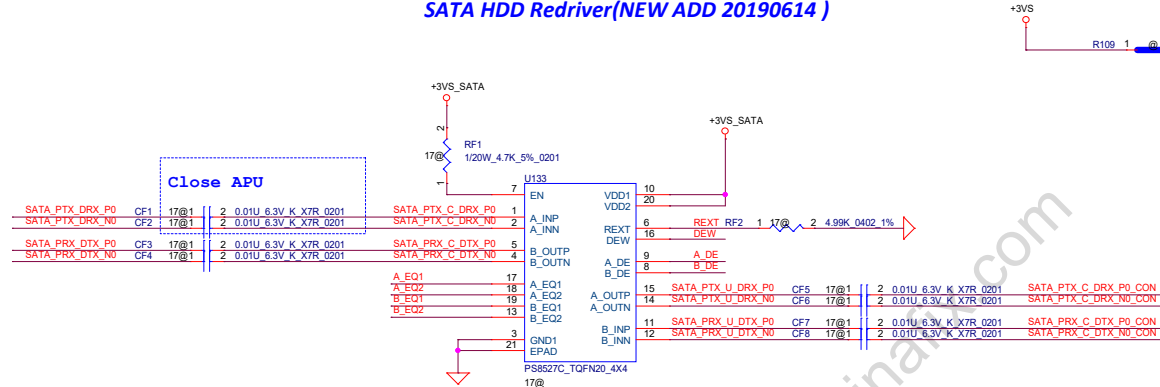 SATA HDD Redriver(NEW ADD 20190614 )
+3VS
R109 1 @
+3VS_SATA
+3VS_SATA
2
RF1
17@
1/20W_4.7K_5%_0201
1
Close APU
U133
7 EN
VDD1 10
VDD2 20
SATA_PTX_DRX_P0 CF1 17@1 2 0.01U_6.3V_K_X7R_0201 SATA_PTX_C_DRX_P0 1 A_INP
SATA_PTX_DRX_N0 CF2 17@1 2 0.01U_6.3V_K_X7R_0201 SATA_PTX_C_DRX_N0 2 A_INN
REXT 6 REXT RF2 1 17@ 2 4.99K_0402_1%
DEW 16 DEW
SATA_PRX_DTX_P0 CF3 17@1 2 0.01U_6.3V_K_X7R_0201 SATA_PRX_C_DTX_P0 5 B_OUTP
SATA_PRX_DTX_N0 CF4 17@1 2 0.01U_6.3V_K_X7R_0201 SATA_PRX_C_DTX_N0 4 B_OUTN
A_DE 9 A_DE
B_DE 8 B_DE
A_EQ1 17 A_EQ1
A_EQ2 18 A_EQ2
B_EQ1 19 B_EQ1
B_EQ2 13 B_EQ2
A_OUTP 15 SATA_PTX_U_DRX_P0 CF5 17@1 2 0.01U_6.3V_K_X7R_0201 SATA_PTX_C_DRX_P0_CON
A_OUTN 14 SATA_PTX_U_DRX_N0 CF6 17@1 2 0.01U_6.3V_K_X7R_0201 SATA_PTX_C_DRX_N0_CON
B_INP 11 SATA_PRX_U_DTX_P0 CF7 17@1 2 0.01U_6.3V_K_X7R_0201 SATA_PRX_C_DTX_P0_CON
B_INN 12 SATA_PRX_U_DTX_N0 CF8 17@1 2 0.01U_6.3V_K_X7R_0201 SATA_PRX_C_DTX_N0_CON
3 GND1
21 EPAD
PS8527C_TQFN20_4X4
17@
inafix.com